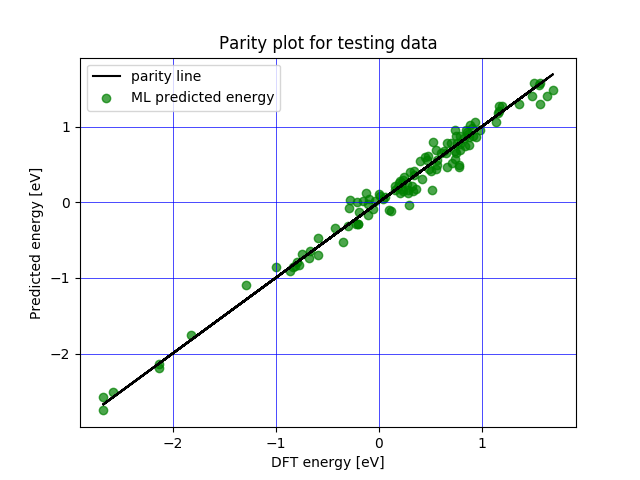 Parity plot for testing data
parity line
ML predicted energy
Predicted energy [eV]
1
0
−1
−2
−2
−1
0
1
DFT energy [eV]